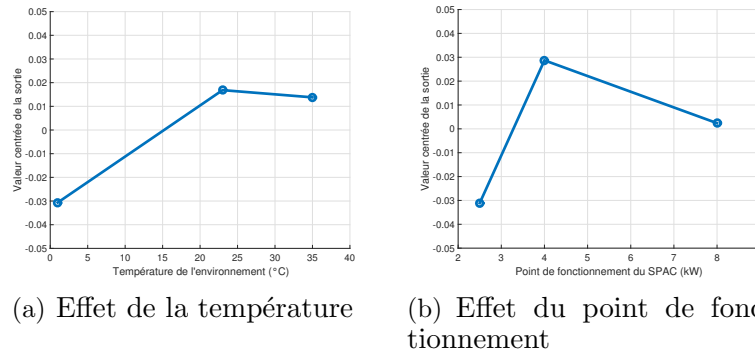 0.05
0.04
0.03
0.02
0.01
0
-0.01
-0.02
-0.03
-0.04
-0.05
Valeur centrée de la sortie
0 5 10 15 20 25 30 35 40
Température de l'environnement (°C)
(a) Effet de la température
0.05
0.04
0.03
0.02
0.01
0
-0.01
-0.02
-0.03
-0.04
-0.05
Valeur centrée de la sortie
2 3 4 5 6 7 8
Point de fonctionnement du SPAC (kW)
(b) Effet du point de fonc
tionnement